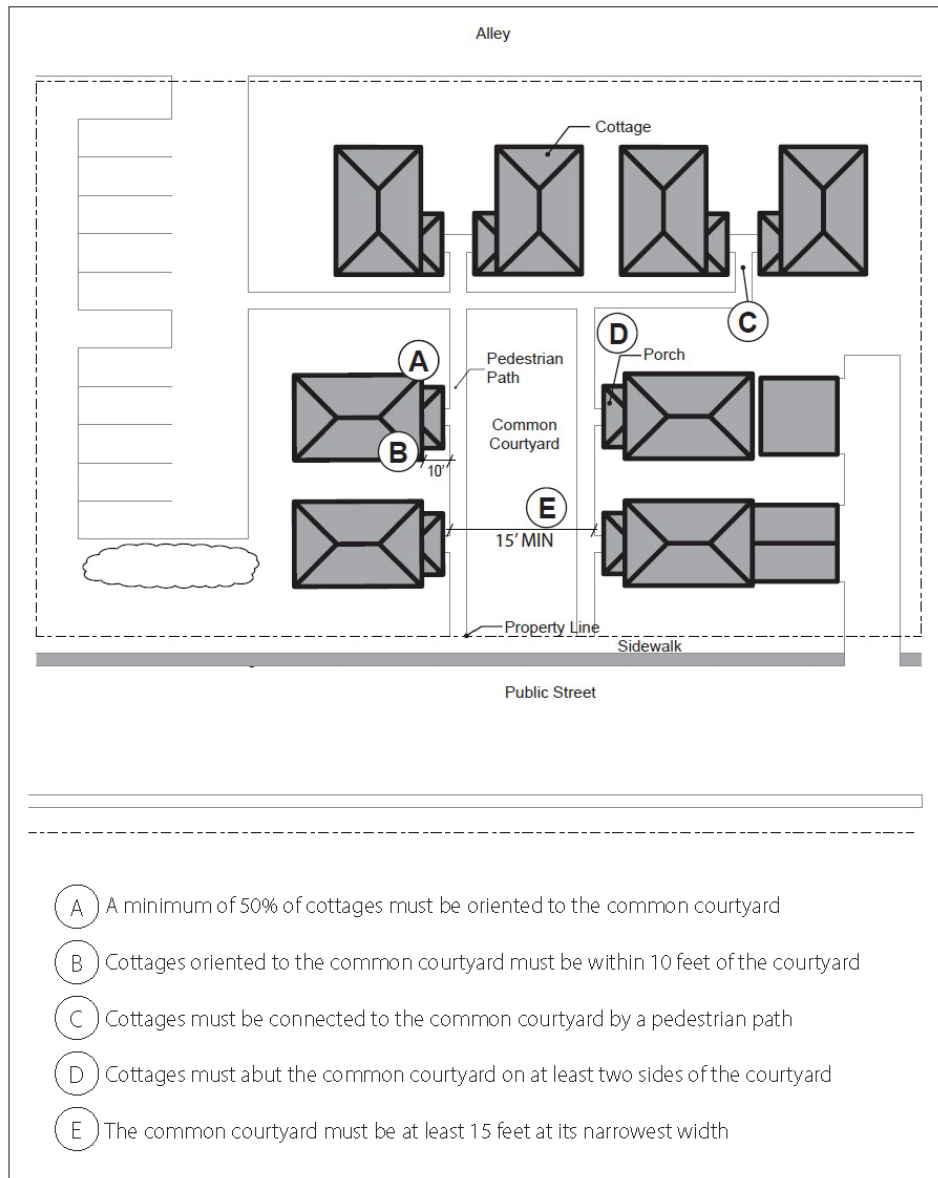 Alley
Cottage
C
D
Porch
A
Pedestrian
Path
Common
Courtyard
B
10'
E
15' MIN
Property Line
Sidewalk
Public Street
A A minimum of 50% of cottages must be oriented to the common courtyard
B Cottages oriented to the common courtyard must be within 10 feet of the courtyard
C Cottages must be connected to the common courtyard by a pedestrian path
D Cottages must abut the common courtyard on at least two sides of the courtyard
E The common courtyard must be at least 15 feet at its narrowest width